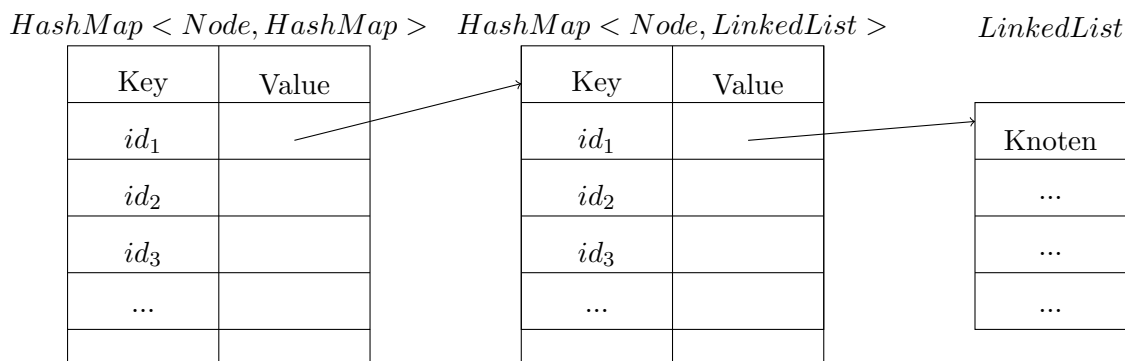 HashMap < Node, HashMap > HashMap < Node, LinkedList > LinkedList
Key Value Key Value
id1 id1 Knoten
id2 id2 ...
id3 id3 ...
... ... ...